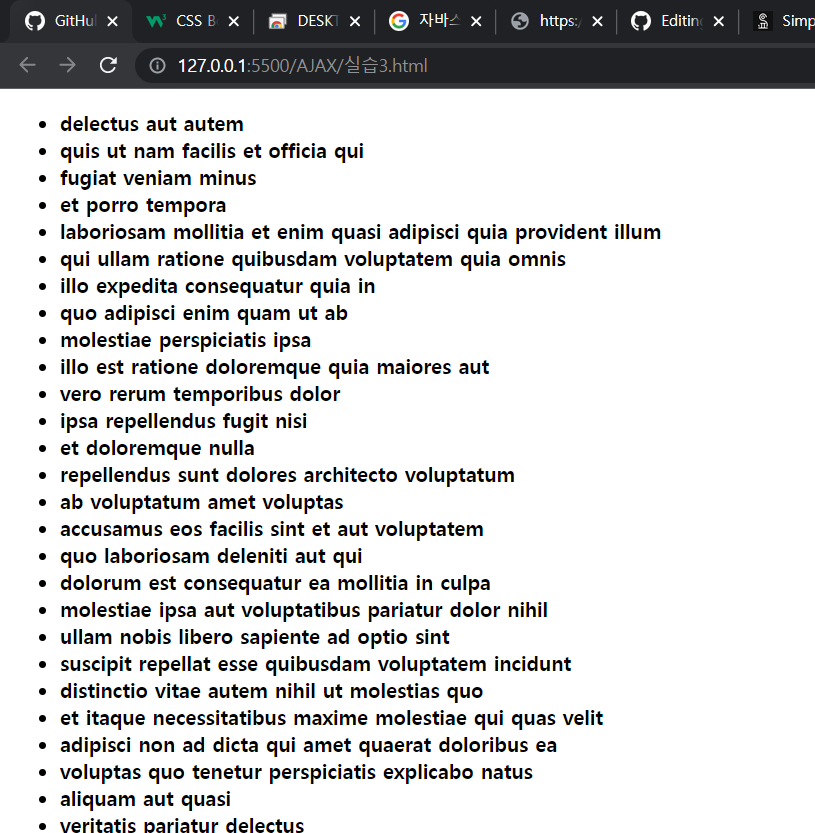 GitHu
CSS B
DESKT
자바스
https:/
Editing
Simp
127.0.0.1:5500/AJAX/실습3.html
delectus aut autem
quis ut nam facilis et officia qui
fugiat veniam minus
et porro tempora
laboriosam mollitia et enim quasi adipisci quia provident illum
qui ullam ratione quibusdam voluptatem quia omnis
illo expedita consequatur quia in
quo adipisci enim quam ut ab
molestiae perspiciatis ipsa
illo est ratione doloremque quia maiores aut
vero rerum temporibus dolor
ipsa repellendus fugit nisi
et doloremque nulla
repellendus sunt dolores architecto voluptatum
ab voluptatum amet voluptas
accusamus eos facilis sint et aut voluptatem
quo laboriosam deleniti aut qui
dolorum est consequatur ea mollitia in culpa
molestiae ipsa aut voluptatibus pariatur dolor nihil
ullam nobis libero sapiente ad optio sint
suscipit repellat esse quibusdam voluptatem incidunt
distinctio vitae autem nihil ut molestias quo
et itaque necessitatibus maxime molestiae qui quas velit
adipisci non ad dicta qui amet quaerat doloribus ea
voluptas quo tenetur perspiciatis explicabo natus
aliquam aut quasi
veritatis pariatur delectus